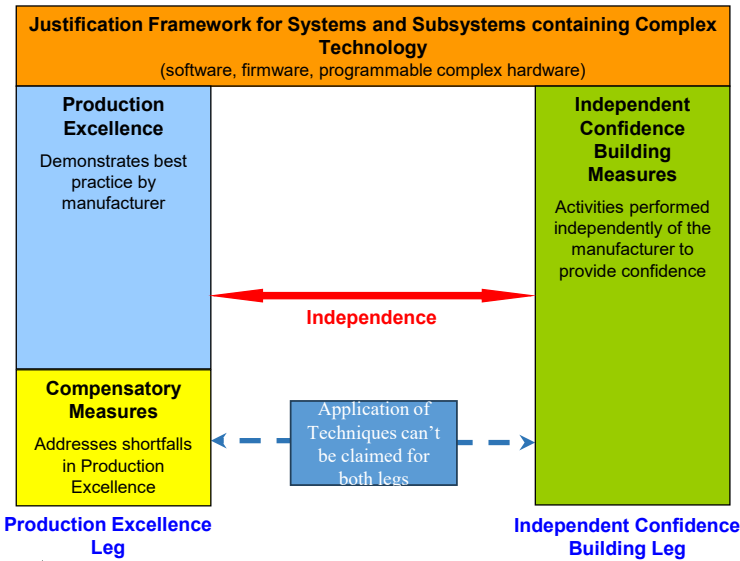 Justification Framework for Systems and Subsystems containing Complex
Technology
(software, firmware, programmable complex hardware)
Production
Excellence
Demonstrates best
practice by
manufacturer
Independent
Confidence
Building
Measures
Activities performed
independently of the
manufacturer to
provide confidence
Independence
Compensatory
Measures
Addresses shortfalls
in Production
Excellence
Application of
Techniques can’t
be claimed for
both legs
Production Excellence
Leg
Independent Confidence
Building Leg